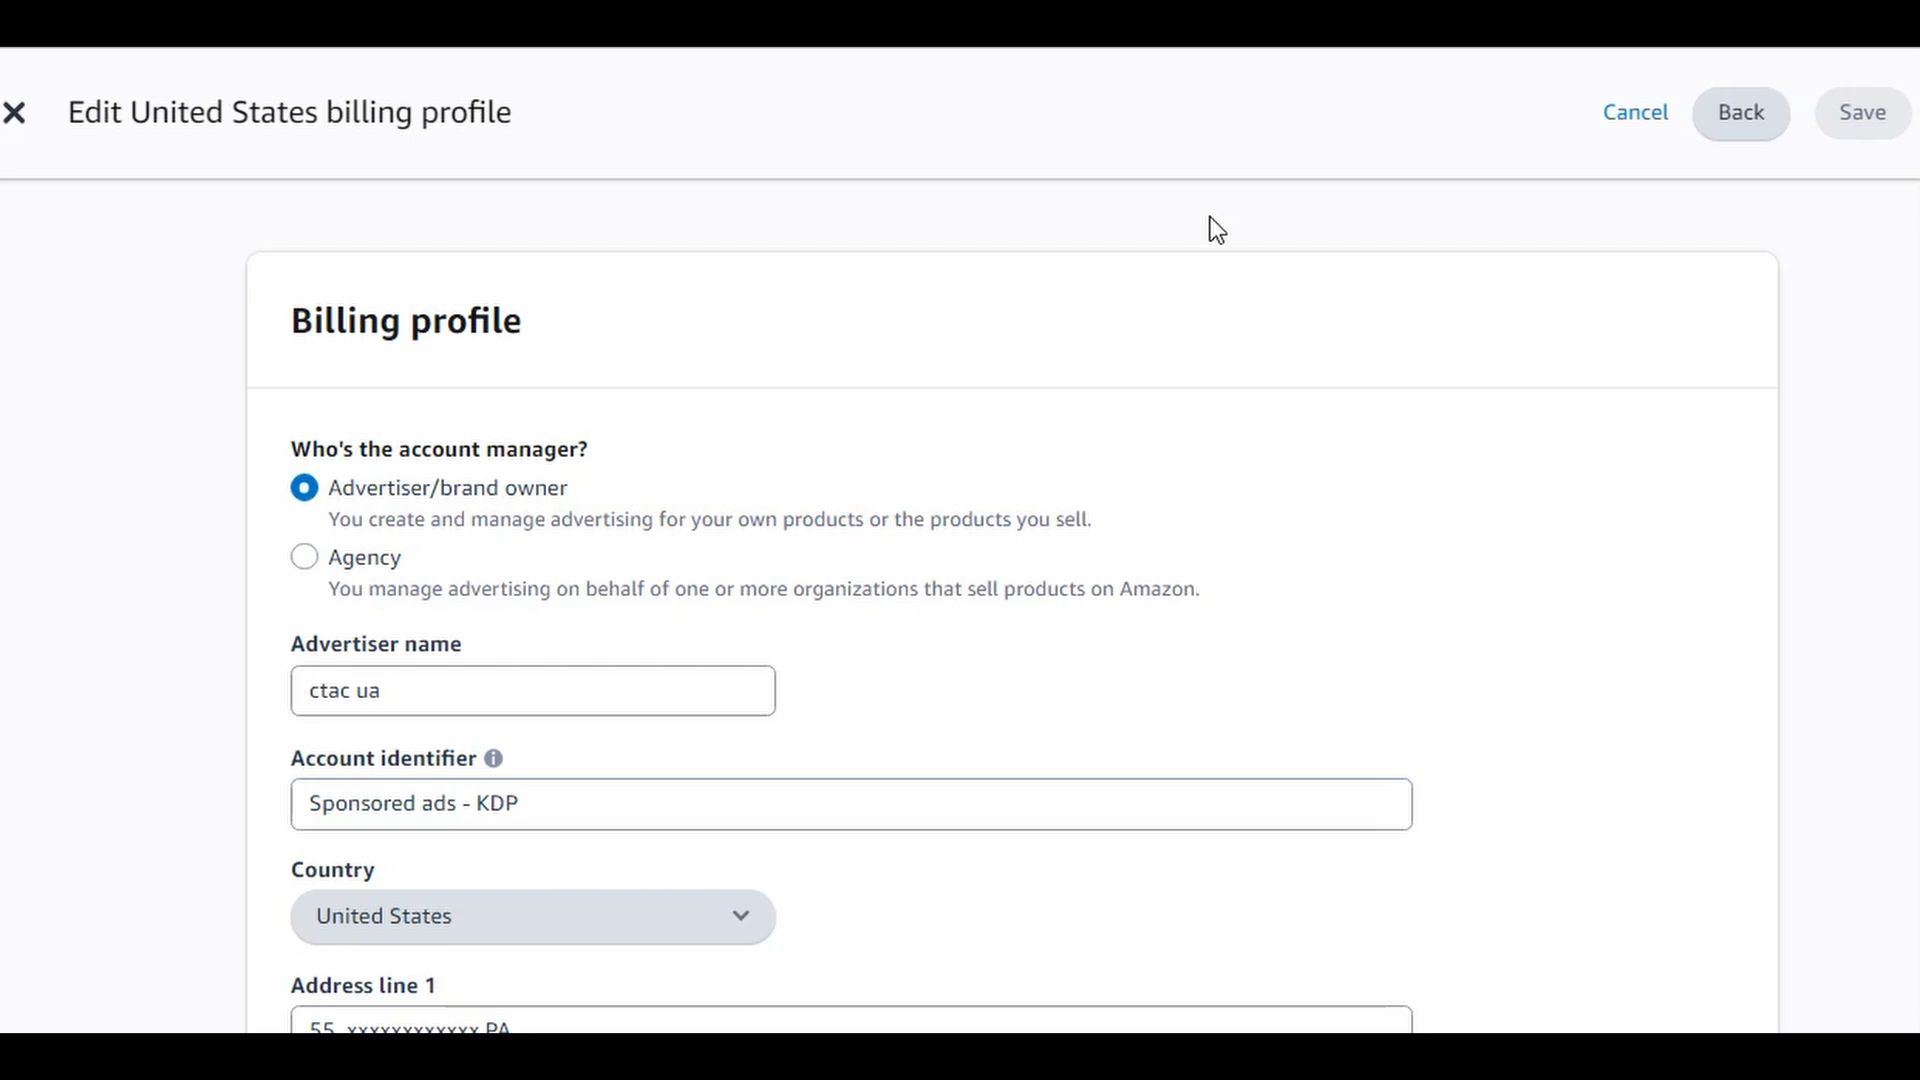 Edit United States billing profile
Cancel
Back
Save
Billing profile
Who's the account manager?
Advertiser/brand owner
You create and manage advertising for your own products or the products you sell.
Agency
You manage advertising on behalf of one or more organizations that sell products on Amazon.
Advertiser name
ctac ua
Account identifier
Sponsored ads - KDP
Country
United States
Address line 1
55 xxxxxxxxxxxx PA